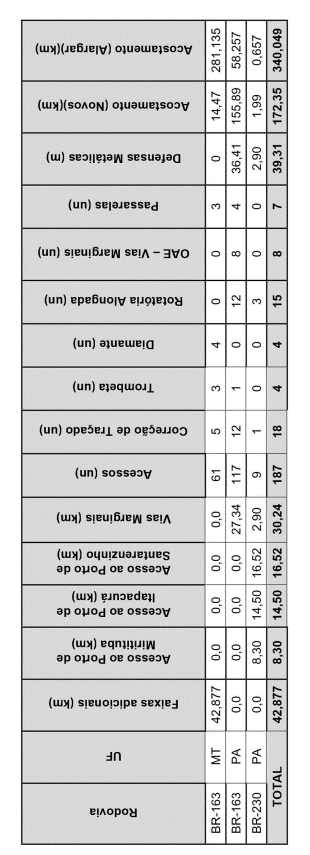 Rodovia UF Faixas adicionais (km) Acesso ao Porto de Miritituba (km) Acesso ao Porto de Itapacurá (km) Acesso ao Porto de Santarenzinho (km) Vias Marginais (km) Acessos (un) Correção de Traçado (un) Trombeta (un) Diamante (un) Rotatória Alongada (un) OAE – Vias Marginais (un) Passarelas (un) Defensas Metálicas (m) Acostamento (Novos)(km) Acostamento (Alargar)(km)
BR-163 MT 42,877 0,0 0,0 0,0 0,0 61 5 3 4 0 0 3 0 14,47 281,135
BR-163 PA 0,0 0,0 0,0 0,0 27,34 117 12 1 0 12 8 4 36,41 155,89 58,257
BR-230 PA 0,0 8,30 14,50 16,52 2,90 9 1 0 0 3 0 0 2,90 1,99 0,657
TOTAL 42,877 8,30 14,50 16,52 30,24 187 18 4 4 15 8 7 39,31 172,35 340,049